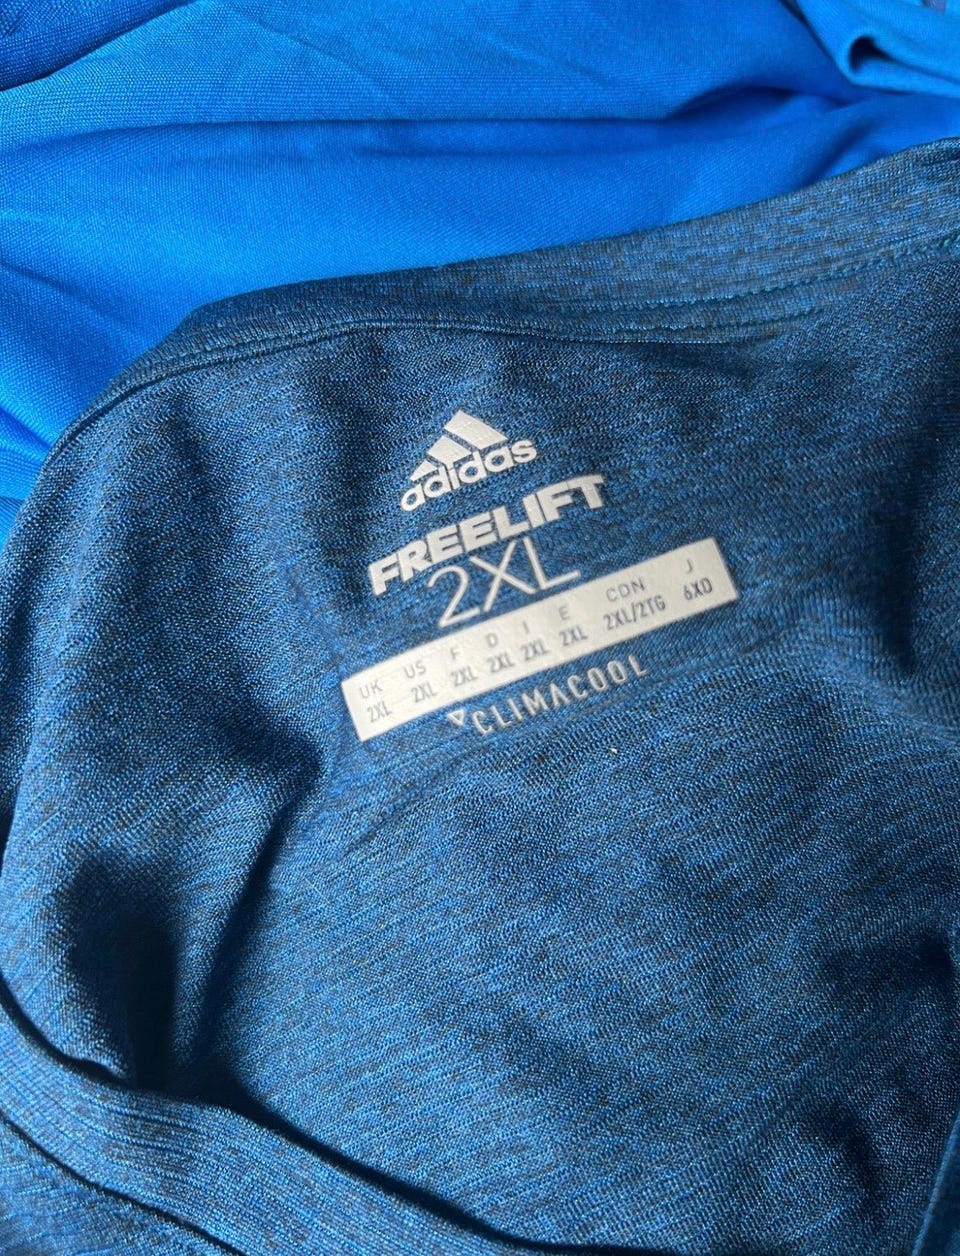 adidas
FREELIFT
2XL
UK US F D I E CDN J
2XL 2XL 2XL 2XL 2XL 2XL 2XL/2TG 6XO
CLIMACOOL